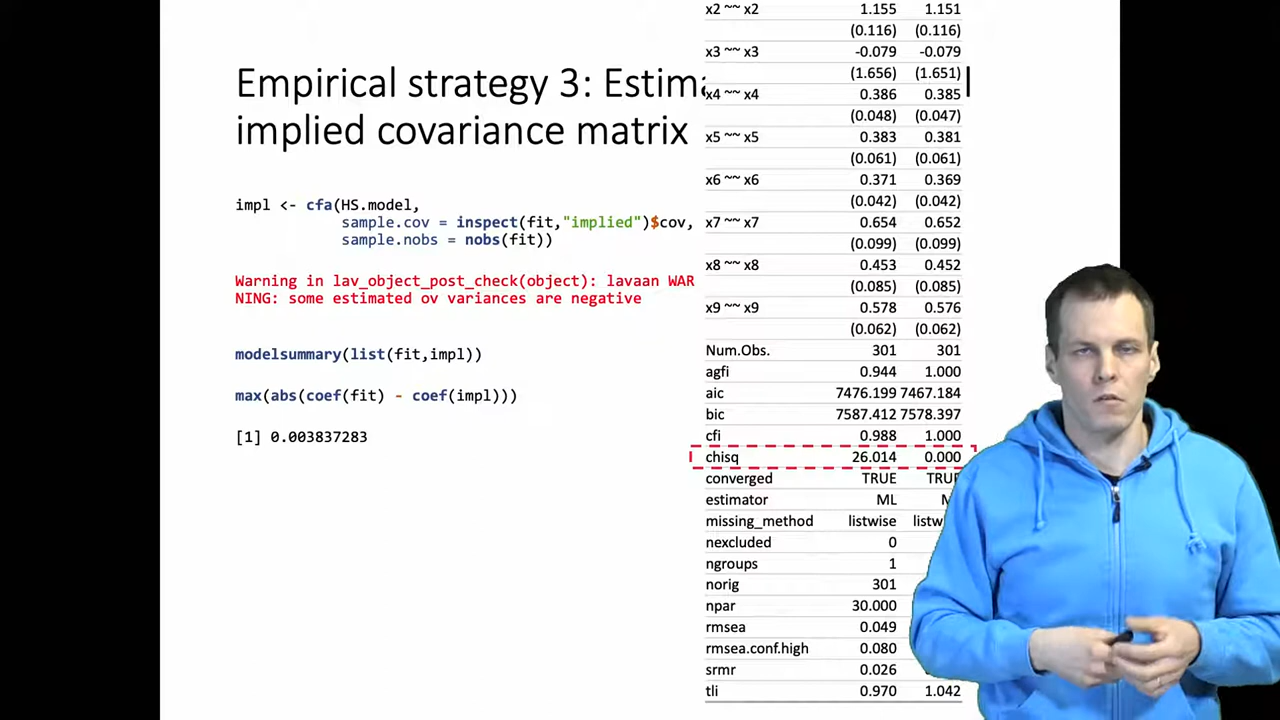 Empirical strategy 3: Estim
implied covariance matrix
impl <- cfa(HS.model,
sample.cov = inspect(fit,"implied")$cov,
sample.nobs = nobs(fit))
Warning in lav_object_post_check(object): lavaan WAR
NING: some estimated ov variances are negative
modelsummary(list(fit,impl))
max(abs(coef(fit) - coef(impl)))
[1] 0.003837283
x2 ~~ x2 1.155 1.151
(0.116) (0.116)
x3 ~~ x3 -0.079 -0.079
(1.656) (1.651)
x4 ~~ x4 0.386 0.385
(0.048) (0.047)
x5 ~~ x5 0.383 0.381
(0.061) (0.061)
x6 ~~ x6 0.371 0.369
(0.042) (0.042)
x7 ~~ x7 0.654 0.652
(0.099) (0.099)
x8 ~~ x8 0.453 0.452
(0.085) (0.085)
x9 ~~ x9 0.578 0.576
(0.062) (0.062)
Num.Obs. 301 301
agfi 0.944 1.000
aic 7476.199 7467.184
bic 7587.412 7578.397
cfi 0.988 1.000
chisq 26.014 0.000
converged TRUE TRUE
estimator ML M
missing_method listwise listw
nexcluded 0
ngroups 1
norig 301
npar 30.000
rmsea 0.049
rmsea.conf.high 0.080
srmr 0.026
tli 0.970 1.042